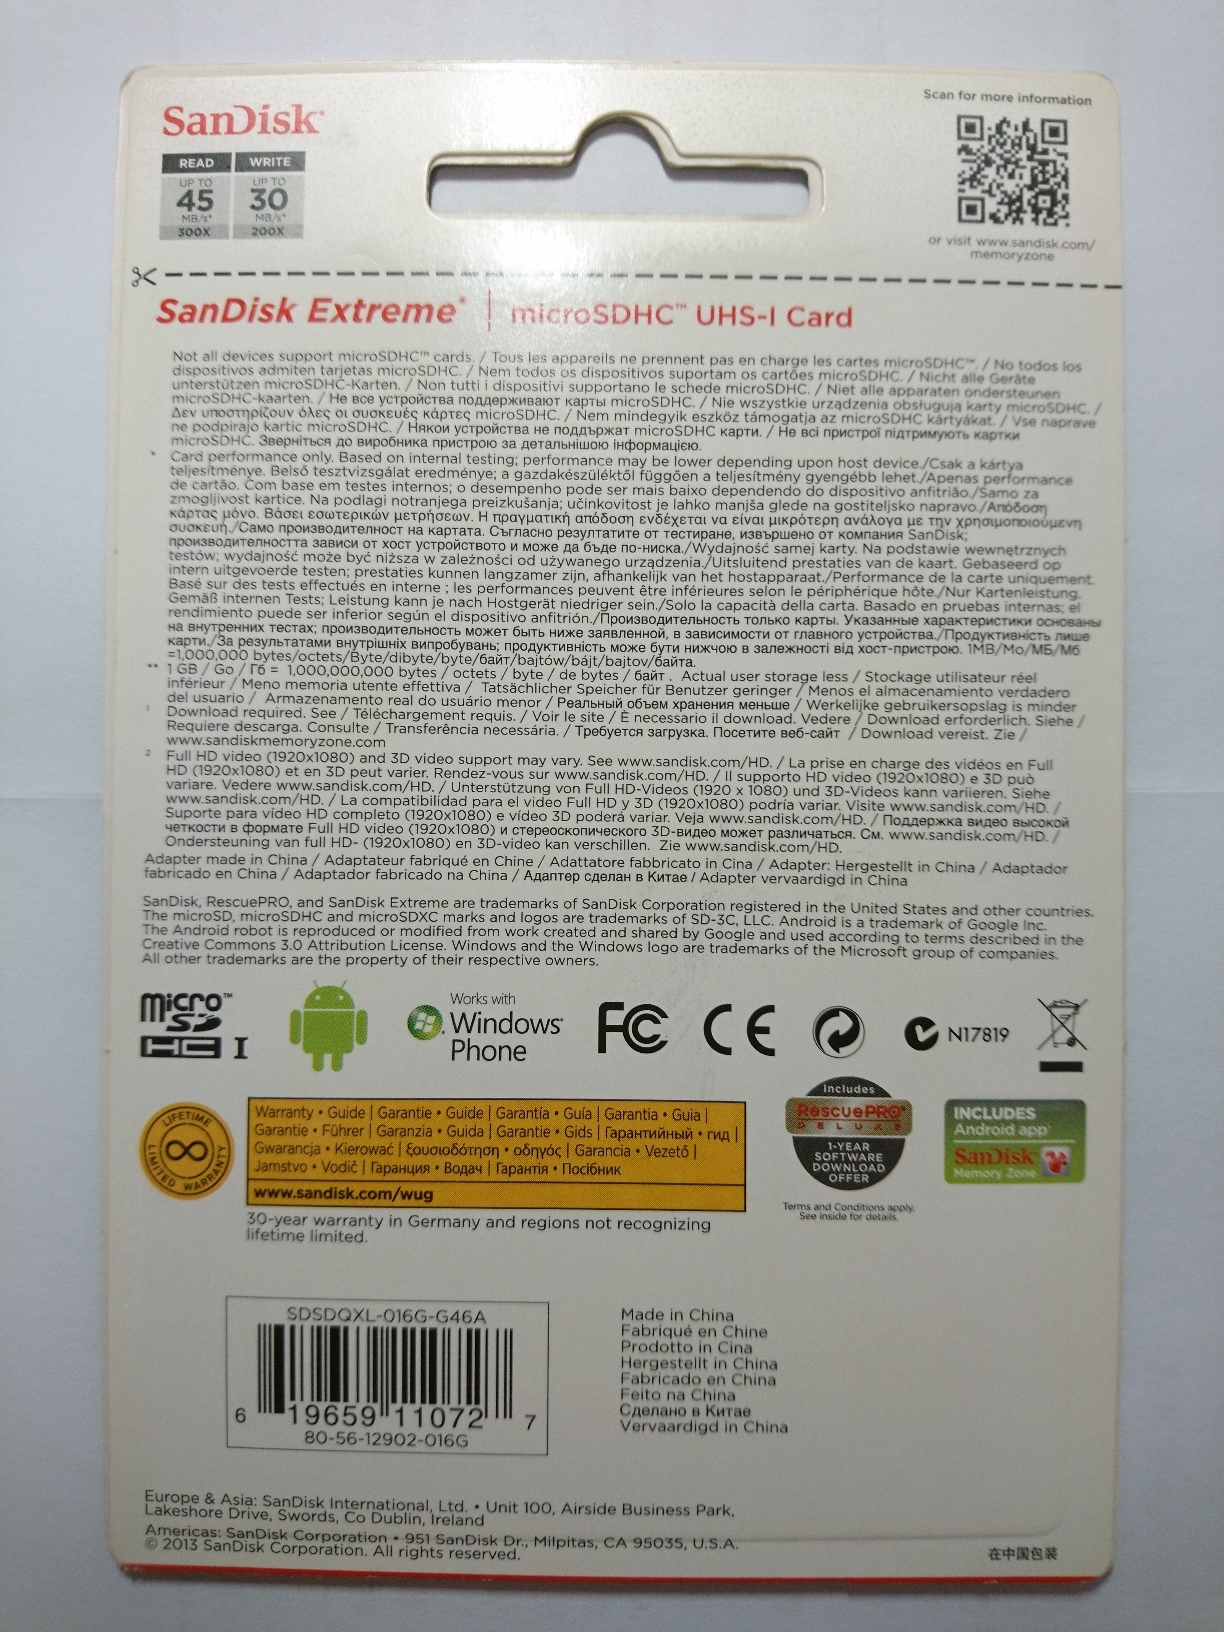 SanDisk
Scan for more information
READ WRITE
UP TO UP TO
45 30
MB/s* MB/s*
300X 200X
or visit www.sandisk.com/
memoryzone
SanDisk Extreme® | microSDHC™ UHS-I Card
Not all devices support microSDHC™ cards. / Tous les appareils ne prennent pas en charge les cartes microSDHC™. / No todos los
dispositivos admiten tarjetas microSDHC. / Nem todos os dispositivos suportam os cartões microSDHC. / Nicht alle Geräte
unterstützen microSDHC-Karten. / Non tutti i dispositivi supportano le schede microSDHC. / Niet alle apparaten ondersteunen
microSDHC-kaarten. / Не все устройства поддерживают карты microSDHC. / Nie wszystkie urządzenia obsługują karty microSDHC. /
Δεν υποστηρίζουν όλες οι συσκευές κάρτες microSDHC. / Nem mindegyik eszköz támogatja az microSDHC kártyákat. / Vse naprave
ne podpirajo kartic microSDHC. / Някои устройства не поддържат microSDHC карти. / Не всі пристрої підтримують картки
microSDHC. Зверніться до виробника пристрою за детальнішою інформацією.
* Card performance only. Based on internal testing; performance may be lower depending upon host device./Csak a kártya
teljesítménye. Belső tesztvizsgálat eredménye; a gazdakészüléktől függően a teljesítmény gyengébb lehet./Apenas performance
de cartão. Com base em testes internos; o desempenho pode ser mais baixo dependendo do dispositivo anfitrião./Samo za
zmogljivost kartice. Na podlagi notranjega preizkušanja; učinkovitost je lahko manjša glede na gostiteljsko napravo./Απόδοση
κάρτας μόνο. Βάσει εσωτερικών μετρήσεων. Η πραγματική απόδοση ενδέχεται να είναι μικρότερη ανάλογα με την χρησιμοποιούμενη
συσκευή./Само производителност на картата. Съгласно резултатите от тестиране, извършено от компания SanDisk;
производителността зависи от хост устройството и може да бъде по-ниска./Wydajność samej karty. Na podstawie wewnętrznych
testów; wydajność może być niższa w zależności od używanego urządzenia./Uitsluitend prestaties van de kaart. Gebaseerd op
intern uitgevoerde testen; prestaties kunnen langzamer zijn, afhankelijk van het hostapparaat./Performance de la carte uniquement.
Basé sur des tests effectués en interne ; les performances peuvent être inférieures selon le périphérique hôte./Nur Kartenleistung.
Gemäß internen Tests; Leistung kann je nach Hostgerät niedriger sein./Solo la capacità della carta. Basado en pruebas internas; el
rendimiento puede ser inferior según el dispositivo anfitrión./Производительность только карты. Указанные характеристики основаны
на внутренних тестах; производительность может быть ниже заявленной, в зависимости от главного устройства./Продуктивність лише
карти./За результатами внутрішніх випробувань; продуктивність може бути нижчою в залежності від хост-пристрою. 1MB/Mo/МБ/Мб
=1,000,000 bytes/octets/Byte/dibyte/byte/байт/bajtów/bájt/bajtov/байта.
** 1 GB / Go / Гб = 1,000,000,000 bytes / octets / byte / de bytes / байт . Actual user storage less / Stockage utilisateur réel
inférieur / Meno memoria utente effettiva / Tatsächlicher Speicher für Benutzer geringer / Menos el almacenamiento verdadero
del usuario / Armazenamento real do usuário menor / Реальный объем хранения меньше / Werkelijke gebruikersopslag is minder
1 Download required. See / Téléchargement requis. / Voir le site / È necessario il download. Vedere / Download erforderlich. Siehe /
Requiere descarga. Consulte / Transferência necessária. / Требуется загрузка. Посетите веб-сайт / Download vereist. Zie /
www.sandiskmemoryzone.com
2 Full HD video (1920x1080) and 3D video support may vary. See www.sandisk.com/HD. / La prise en charge des vidéos en Full
HD (1920x1080) et en 3D peut varier. Rendez-vous sur www.sandisk.com/HD. / Il supporto HD video (1920x1080) e 3D può
variare. Vedere www.sandisk.com/HD. / Unterstützung von Full HD-Videos (1920 x 1080) und 3D-Videos kann variieren. Siehe
www.sandisk.com/HD. / La compatibilidad para el video Full HD y 3D (1920x1080) podría variar. Visite www.sandisk.com/HD. /
Suporte para vídeo HD completo (1920x1080) e vídeo 3D poderá variar. Veja www.sandisk.com/HD. / Поддержка видео высокой
четкости в формате Full HD video (1920x1080) и стереоскопического 3D-видео может различаться. См. www.sandisk.com/HD. /
Ondersteuning van full HD- (1920x1080) en 3D-video kan verschillen. Zie www.sandisk.com/HD.
Adapter made in China / Adaptateur fabriqué en Chine / Adattatore fabbricato in Cina / Adapter: Hergestellt in China / Adaptador
fabricado en China / Adaptador fabricado na China / Адаптер сделан в Китае / Adapter vervaardigd in China
SanDisk, RescuePRO, and SanDisk Extreme are trademarks of SanDisk Corporation registered in the United States and other countries.
The microSD, microSDHC and microSDXC marks and logos are trademarks of SD-3C, LLC. Android is a trademark of Google Inc.
The Android robot is reproduced or modified from work created and shared by Google and used according to terms described in the
Creative Commons 3.0 Attribution License. Windows and the Windows logo are trademarks of the Microsoft group of companies.
All other trademarks are the property of their respective owners.
micro™ SD HC I
Works with
Windows®
Phone
FC CE N17819
LIFETIME LIMITED WARRANTY
Warranty • Guide | Garantie • Guide | Garantía • Guía | Garantia • Guia |
Garantie • Führer | Garanzia • Guida | Garantie • Gids | Гарантийный • гид |
Gwarancja • Kierować | ξουσιοδότηση • οδηγός | Garancia • Vezető |
Jamstvo • Vodič | Гаранция • Водач | Гарантія • Посібник
www.sandisk.com/wug
30-year warranty in Germany and regions not recognizing
lifetime limited.
Includes
RescuePRO®
DELUXE
1-YEAR
SOFTWARE
DOWNLOAD
OFFER
Terms and Conditions apply.
See inside for details.
INCLUDES
Android app¹
SanDisk
Memory Zone
SDSDQXL-016G-G46A
6 19659 11072 7
80-56-12902-016G
Made in China
Fabriqué en Chine
Prodotto in Cina
Hergestellt in China
Fabricado en China
Feito na China
Сделано в Китае
Vervaardigd in China
Europe & Asia: SanDisk International, Ltd. • Unit 100, Airside Business Park,
Lakeshore Drive, Swords, Co Dublin, Ireland
Americas: SanDisk Corporation • 951 SanDisk Dr., Milpitas, CA 95035, U.S.A.
© 2013 SanDisk Corporation. All rights reserved.
在中国包装